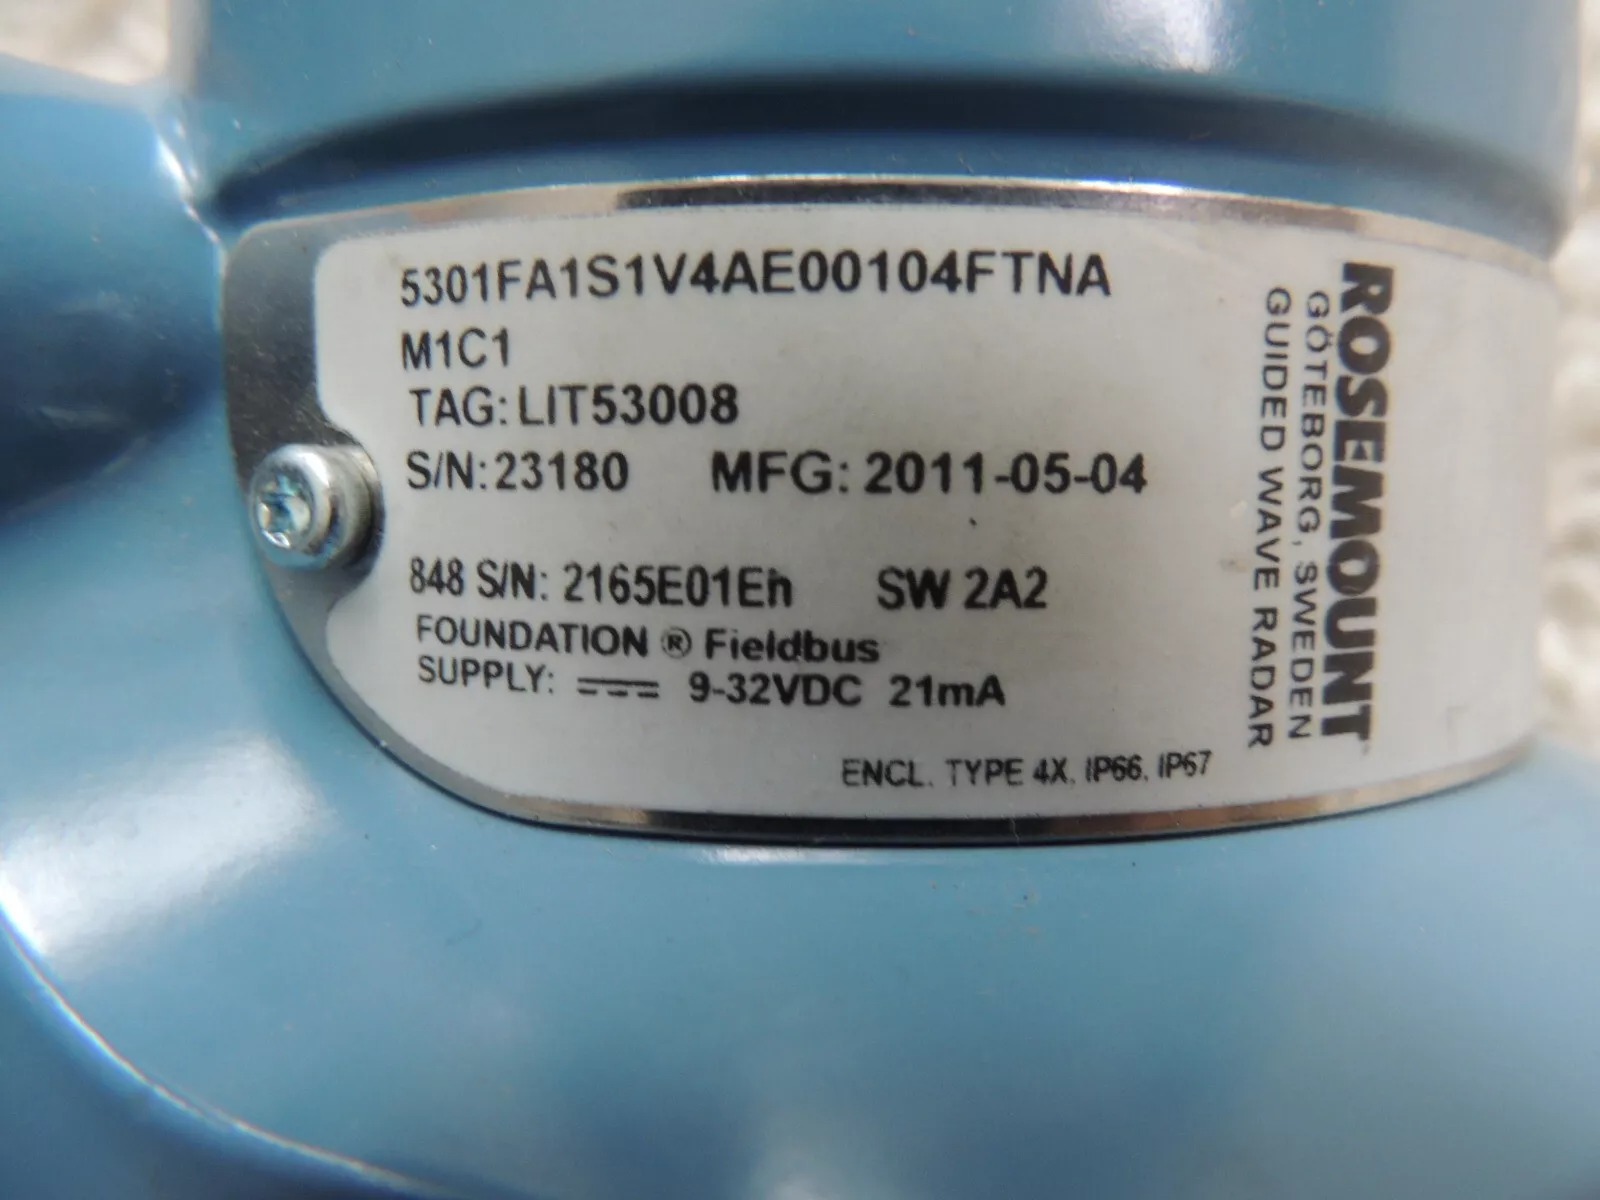 5301FA1S1V4AE00104FTNA
M1C1
TAG: LIT53008
S/N: 23180 MFG: 2011-05-04
848 S/N: 2165E01Eh SW 2A2
FOUNDATION ® Fieldbus
SUPPLY: 9-32VDC 21mA
ENCL. TYPE 4X, IP66, IP67
ROSEMOUNT™
GÖTEBORG, SWEDEN
GUIDED WAVE RADAR